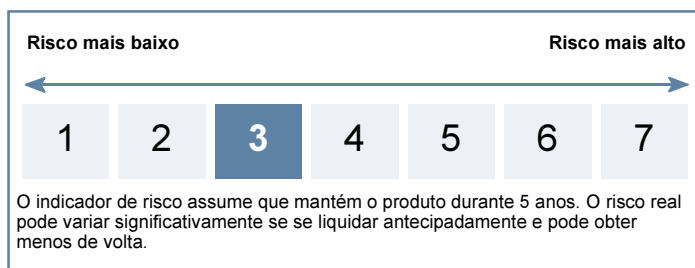 Risco mais baixo Risco mais alto
1 2 3 4 5 6 7
O indicador de risco assume que mantém o produto durante 5 anos. O risco real
pode variar significativamente se se liquidar antecipadamente e pode obter
menos de volta.